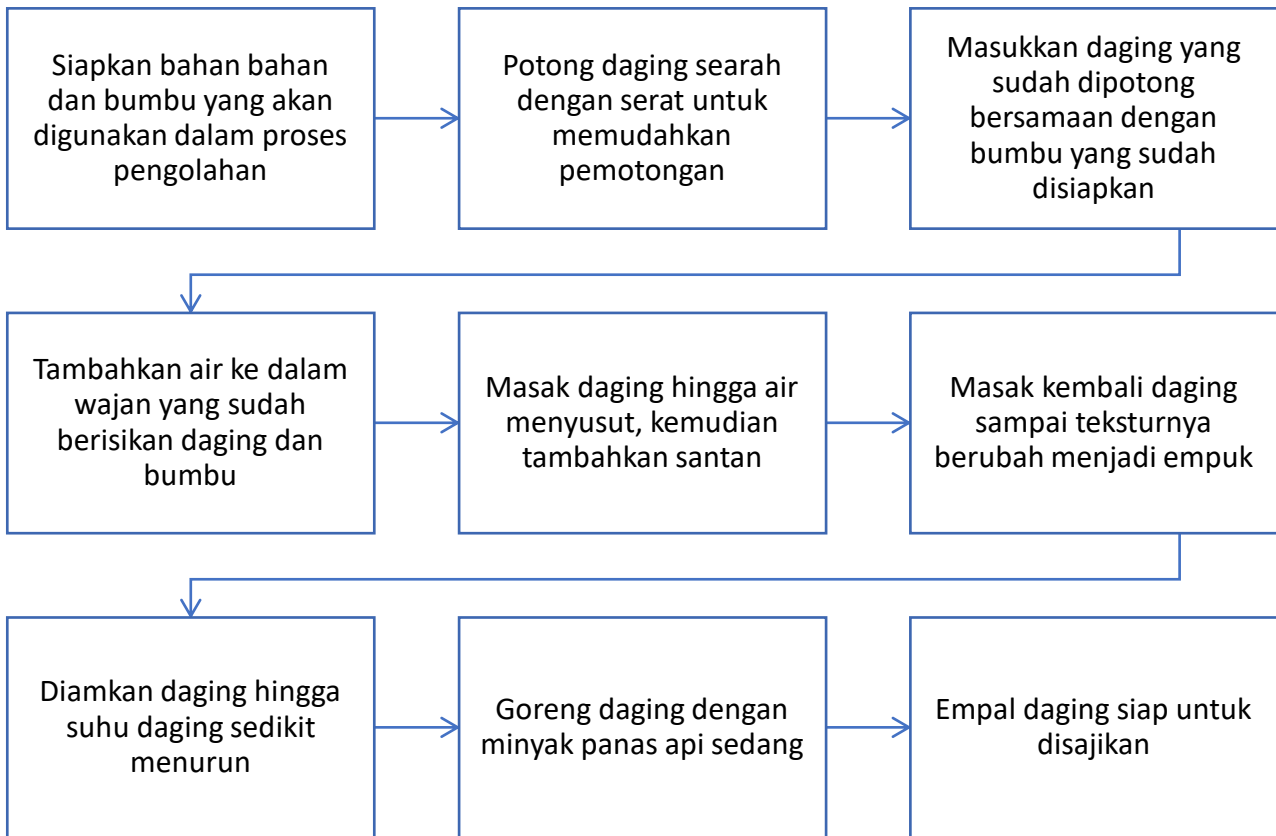 Siapkan bahan bahan
dan bumbu yang akan
digunakan dalam proses
pengolahan
Potong daging searah
dengan serat untuk
memudahkan
pemotongan
Masukkan daging yang
sudah dipotong
bersamaan dengan
bumbu yang sudah
disiapkan
Tambahkan air ke dalam
wajan yang sudah
berisikan daging dan
bumbu
Masak daging hingga air
menyusut, kemudian
tambahkan santan
Masak kembali daging
sampai teksturnya
berubah menjadi empuk
Diamkan daging hingga
suhu daging sedikit
menurun
Goreng daging dengan
minyak panas api sedang
Empal daging siap untuk
disajikan